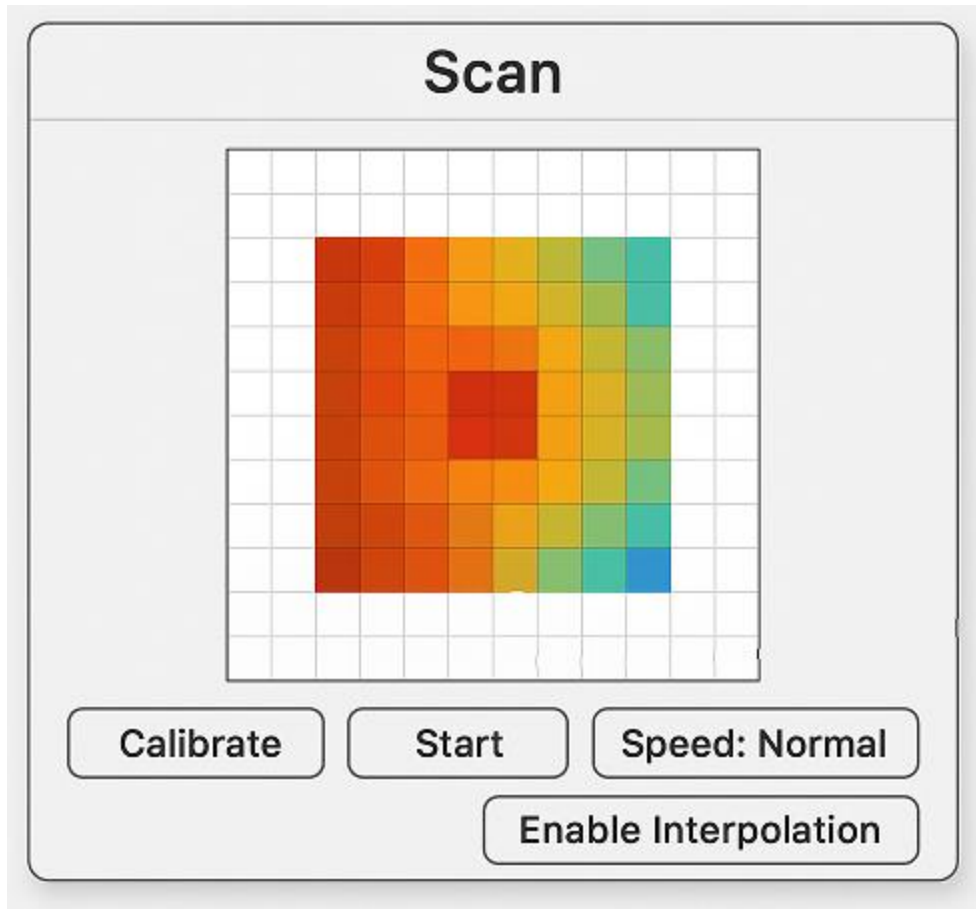 Scan
Calibrate
Start
Speed: Normal
Enable Interpolation